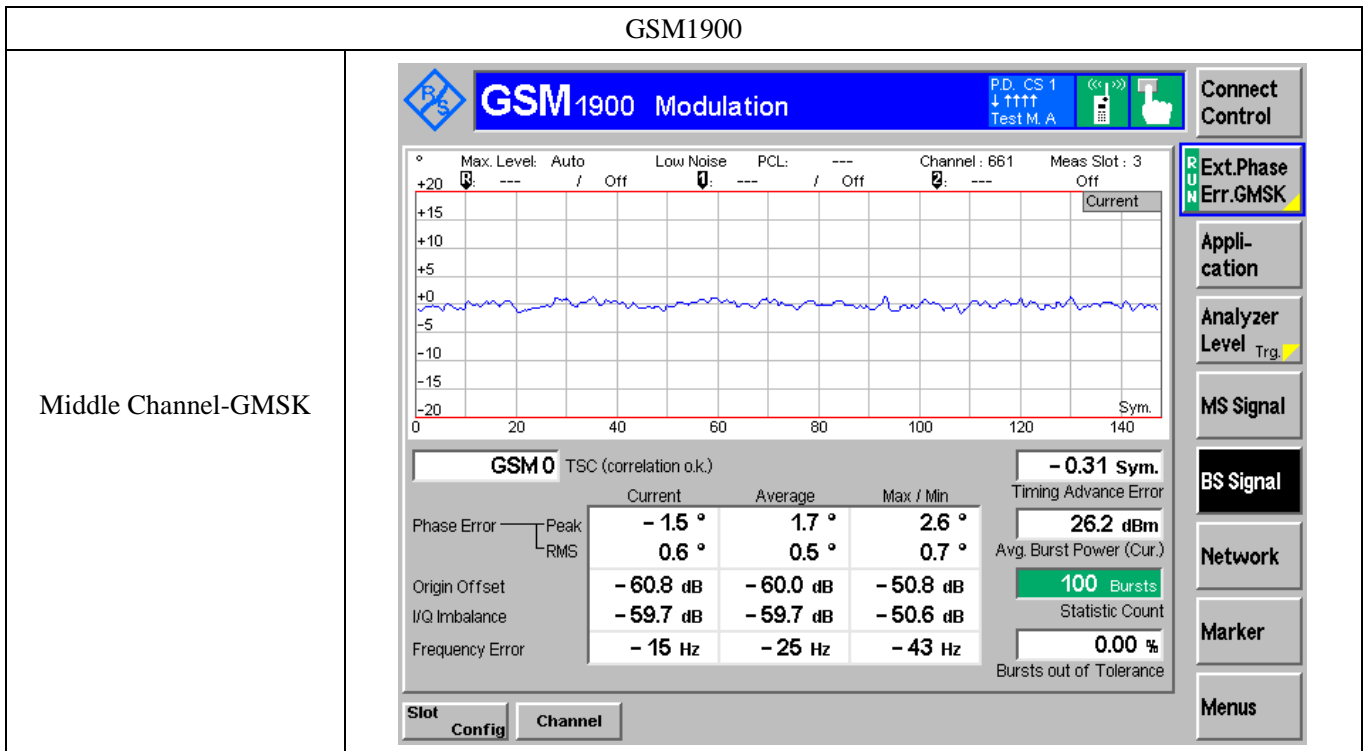 GSM1900
Middle Channel-GMSK
R S
GSM1900 Modulation
P.D. CS 1
↓ ↑↑↑↑
Test M. A
Connect
Control
° Max. Level: Auto Low Noise PCL: --- Channel : 661 Meas Slot : 3
R: --- / Off 1: --- / Off 2: --- Off
Current
+20
+15
+10
+5
+0
-5
-10
-15
-20
Sym.
0 20 40 60 80 100 120 140
RUN
Ext.Phase
Err.GMSK
Appli-
cation
Analyzer
Level Trg.
MS Signal
BS Signal
Network
Marker
Menus
GSM 0 TSC (correlation o.k.)
Current Average Max / Min
Phase Error Peak - 1.5 ° 1.7 ° 2.6 °
RMS 0.6 ° 0.5 ° 0.7 °
Origin Offset - 60.8 dB - 60.0 dB - 50.8 dB
I/Q Imbalance - 59.7 dB - 59.7 dB - 50.6 dB
Frequency Error - 15 Hz - 25 Hz - 43 Hz
- 0.31 Sym.
Timing Advance Error
26.2 dBm
Avg. Burst Power (Cur.)
100 Bursts
Statistic Count
0.00 %
Bursts out of Tolerance
Slot
Config
Channel